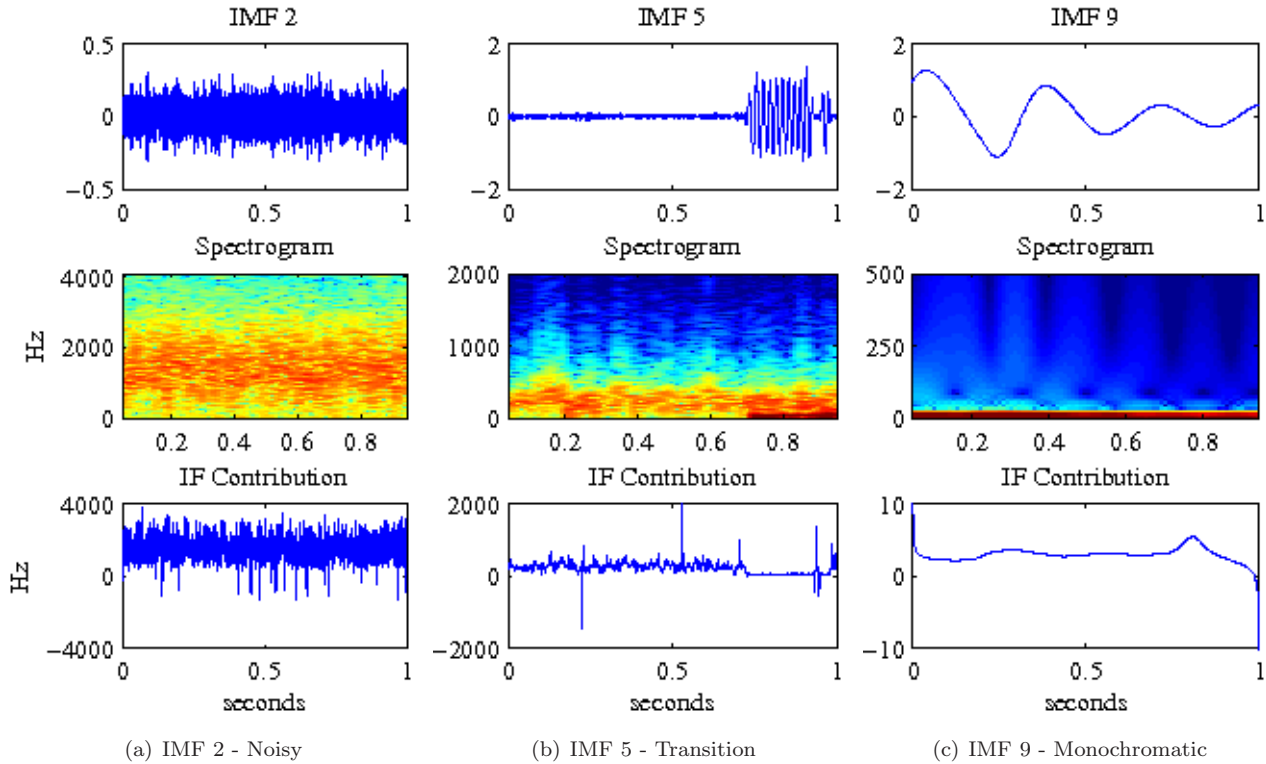 IMF 2 IMF 5 IMF 9
0.5 2 2
0 0 0
−0.5 −2 −2
0 0.5 1 0 0.5 1 0 0.5 1
Spectrogram Spectrogram Spectrogram
4000 2000 500
Hz
2000 1000 250
0 0 0
0.2 0.4 0.6 0.8 0.2 0.4 0.6 0.8 0.2 0.4 0.6 0.8
IF Contribution IF Contribution IF Contribution
4000 2000 10
Hz
0 0 0
−4000 −2000 −10
0 0.5 1 0 0.5 1 0 0.5 1
seconds seconds seconds
(a) IMF 2 - Noisy (b) IMF 5 - Transition (c) IMF 9 - Monochromatic